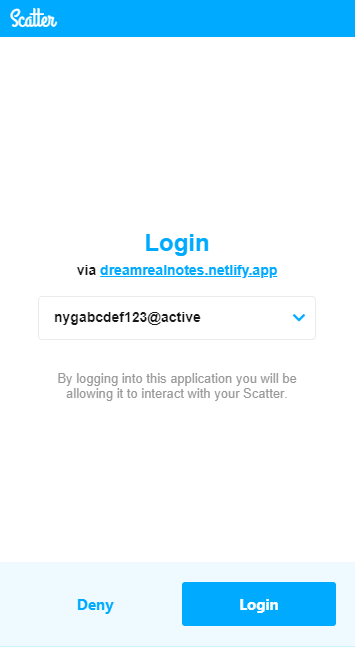 Scatter
Login
via dreamrealnotes.netlify.app
nygabcdef123@active
By logging into this application you will be
allowing it to interact with your Scatter.
Deny
Login